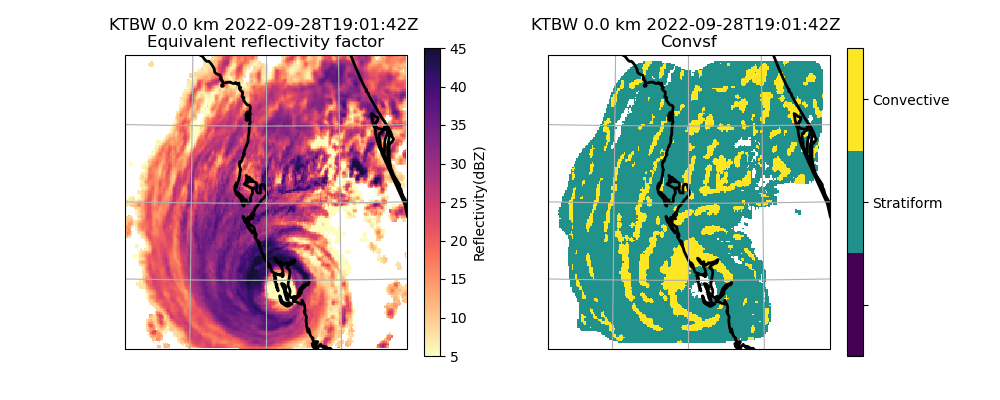 KTBW 0.0 km 2022-09-28T19:01:42Z
Equivalent reflectivity factor
45
40
35
30
25
20
15
10
5
Reflectivity(dBZ)
KTBW 0.0 km 2022-09-28T19:01:42Z
Convsf
Convective
Stratiform